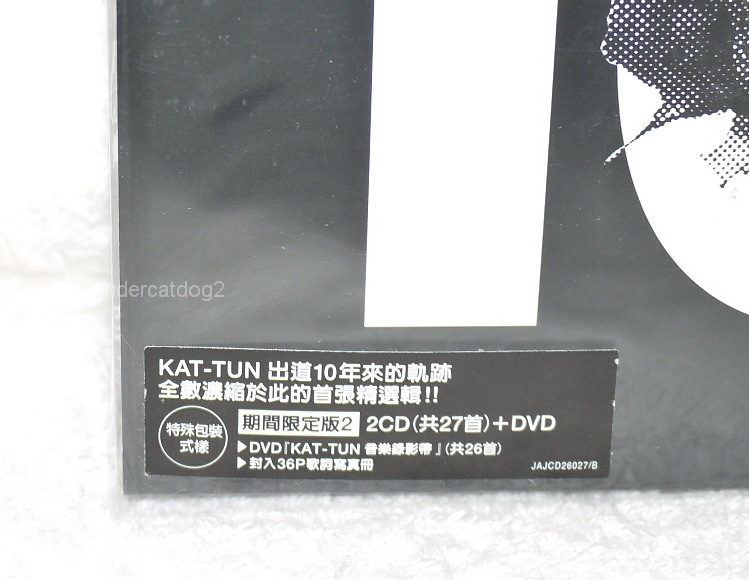 ndercatdog2
KAT-TUN 出道10年來的軌跡
全數濃縮於此的首張精選輯!!
特殊包裝
式樣
期間限定版2 2CD(共27首)+DVD
▶DVD『KAT-TUN 音樂錄影帶』(共26首)
▶封入36P歌詞寫真冊
JAJCD26027/B